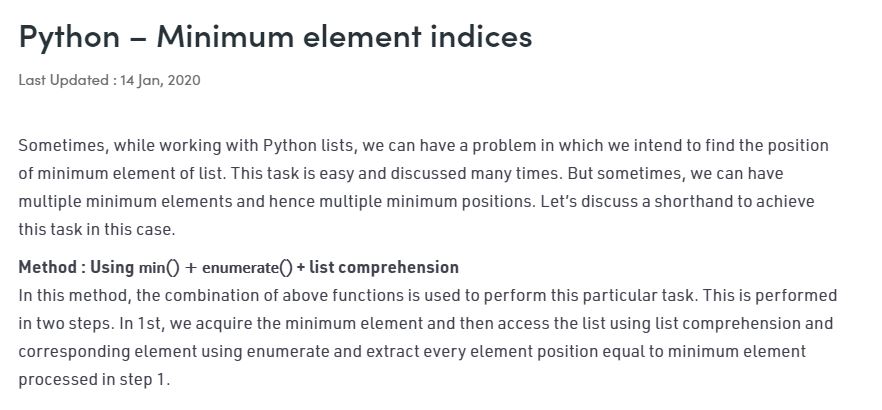 Python – Minimum element indices
Last Updated : 14 Jan, 2020
Sometimes, while working with Python lists, we can have a problem in which we intend to find the position
of minimum element of list. This task is easy and discussed many times. But sometimes, we can have
multiple minimum elements and hence multiple minimum positions. Let's discuss a shorthand to achieve
this task in this case.
Method : Using min() + enumerate() + list comprehension
In this method, the combination of above functions is used to perform this particular task. This is performed
in two steps. In 1st, we acquire the minimum element and then access the list using list comprehension and
corresponding element using enumerate and extract every element position equal to minimum element
processed in step 1.